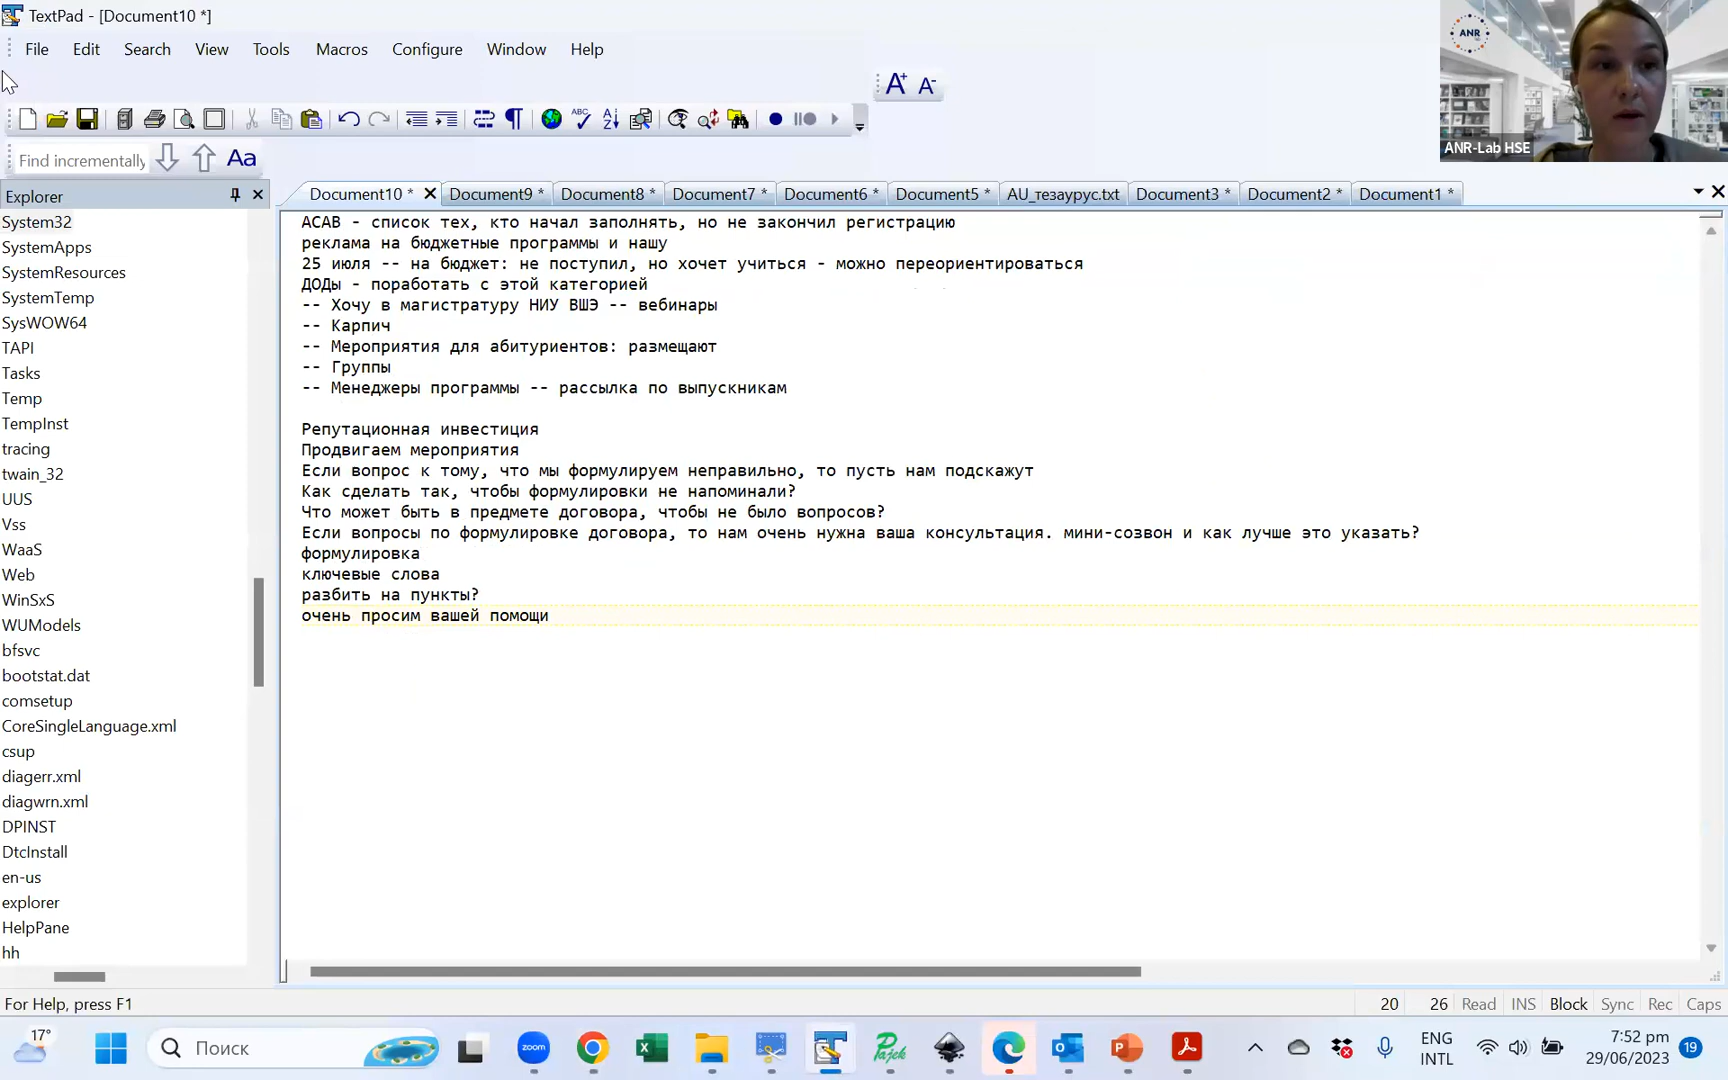 TextPad - [Document10 *]
File Edit Search View Tools Macros Configure Window Help
A+ A-
Find incrementally Aa
ANR
ANR-Lab HSE
Explorer
Document10 * Document9 * Document8 * Document7 * Document6 * Document5 * AU_тезаурус.txt Document3 * Document2 * Document1 *
System32
SystemApps
SystemResources
SystemTemp
SysWOW64
TAPI
Tasks
Temp
TempInst
tracing
twain_32
UUS
Vss
WaaS
Web
WinSxS
WUModels
bfsvc
bootstat.dat
comsetup
CoreSingleLanguage.xml
csup
diagerr.xml
diagwrn.xml
DPINST
DtcInstall
en-us
explorer
HelpPane
hh
АСАВ - список тех, кто начал заполнять, но не закончил регистрацию
реклама на бюджетные программы и нашу
25 июля -- на бюджет: не поступил, но хочет учиться - можно переориентироваться
ДОДы - поработать с этой категорией
-- Хочу в магистратуру НИУ ВШЭ -- вебинары
-- Карпич
-- Мероприятия для абитуриентов: размещают
-- Группы
-- Менеджеры программы -- рассылка по выпускникам
Репутационная инвестиция
Продвигаем мероприятия
Если вопрос к тому, что мы формулируем неправильно, то пусть нам подскажут
Как сделать так, чтобы формулировки не напоминали?
Что может быть в предмете договора, чтобы не было вопросов?
Если вопросы по формулировке договора, то нам очень нужна ваша консультация. мини-созвон и как лучше это указать?
формулировка
ключевые слова
разбить на пункты?
очень просим вашей помощи
For Help, press F1
20 26 Read INS Block Sync Rec Caps
17°
Поиск
zoom
Pajek
ENG
INTL
7:52 pm
29/06/2023
19